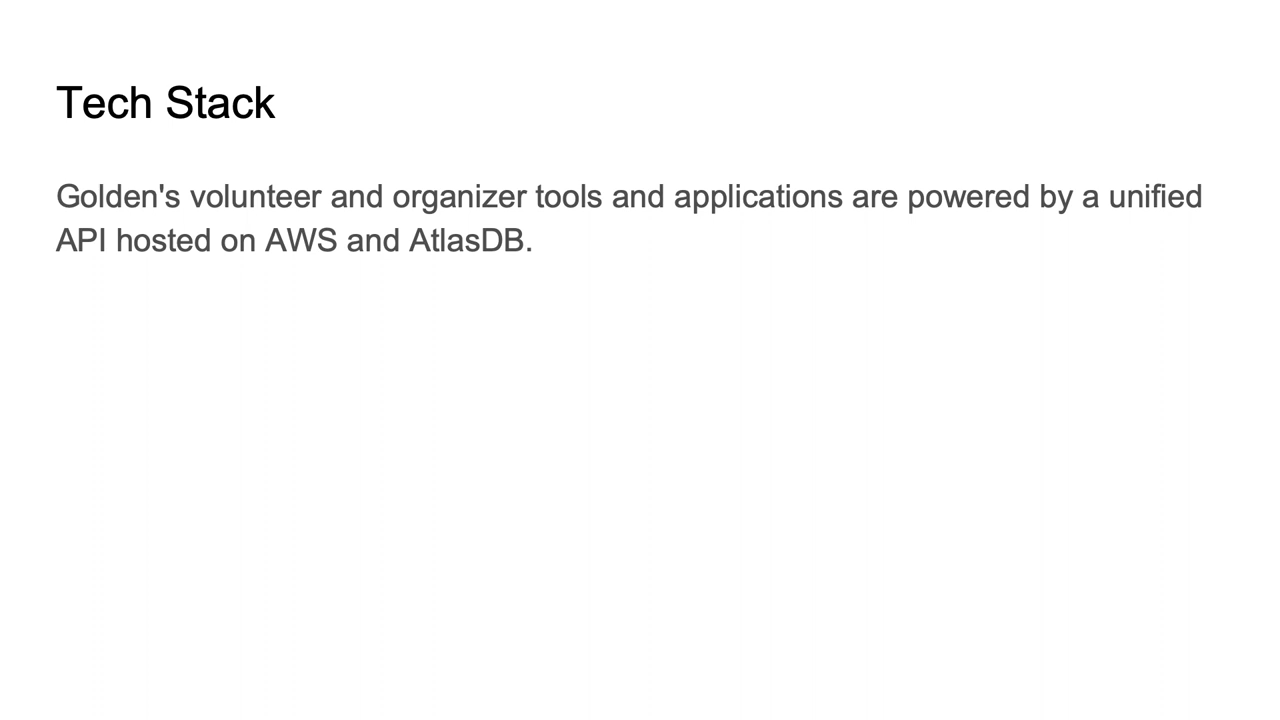 Tech Stack
Golden's volunteer and organizer tools and applications are powered by a unified
API hosted on AWS and AtlasDB.